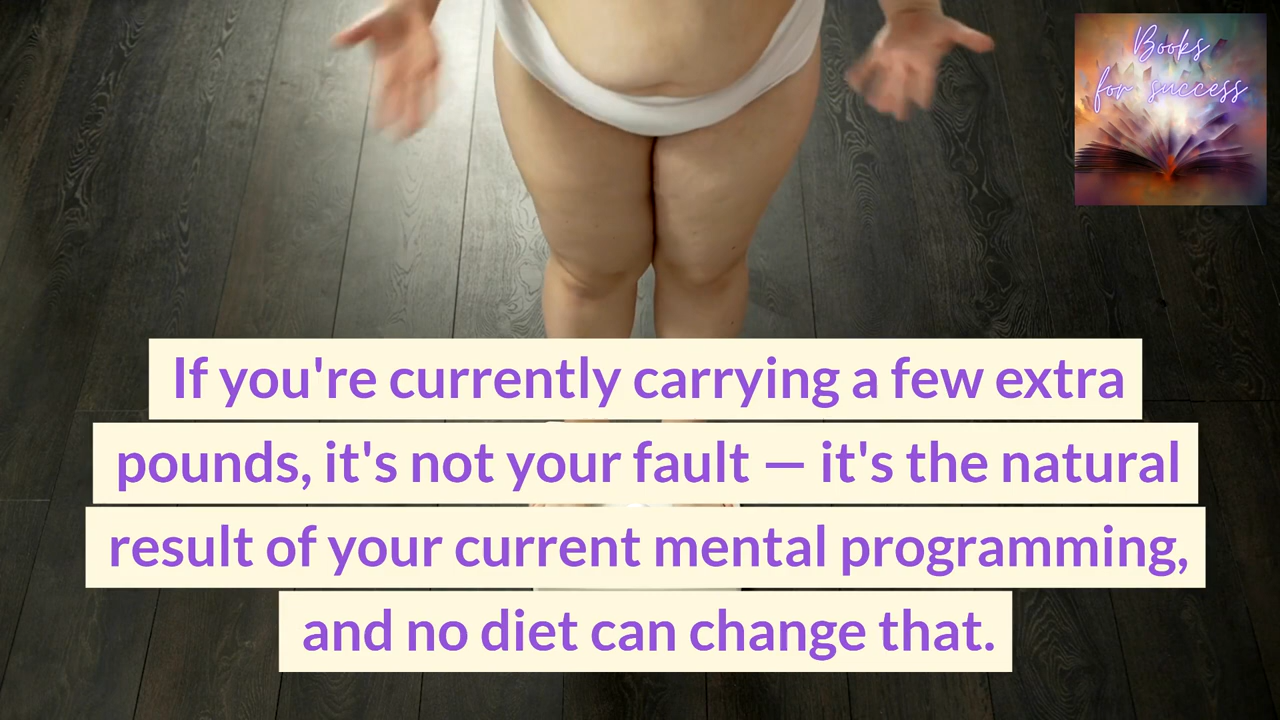 Books
for success
If you're currently carrying a few extra
pounds, it's not your fault — it's the natural
result of your current mental programming,
and no diet can change that.